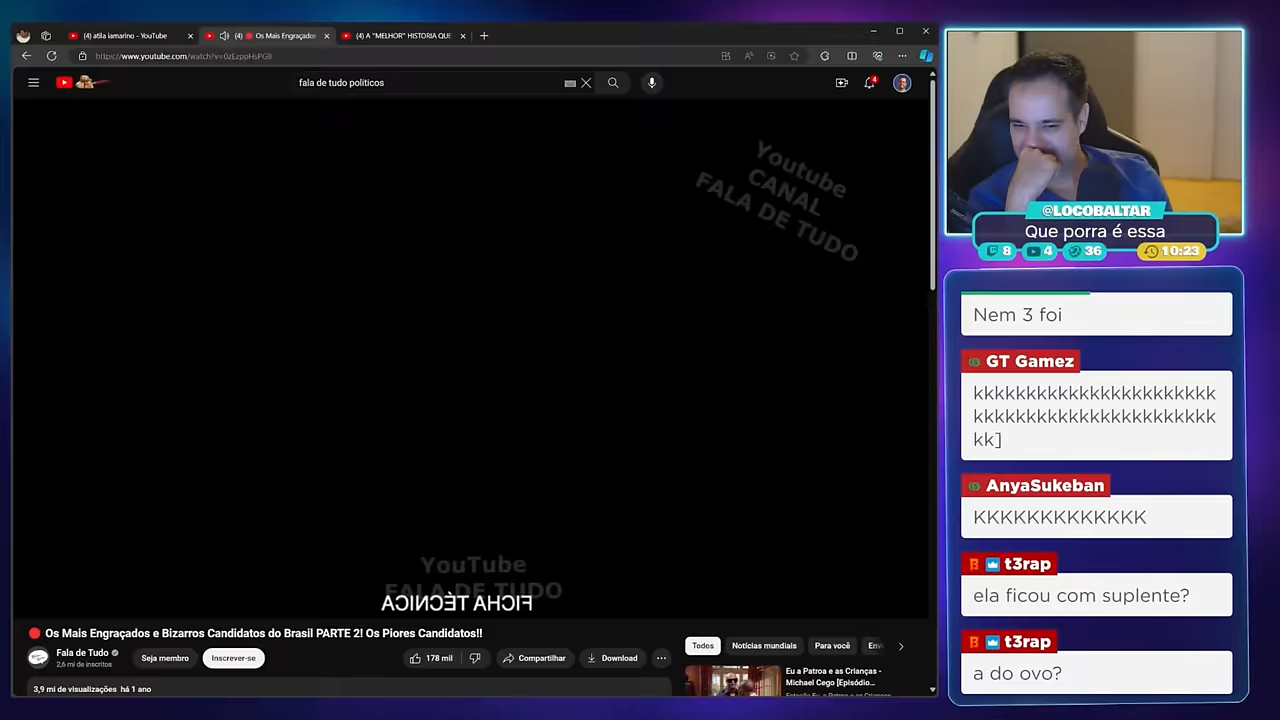 (4) atila iamarino - YouTube
(4) 🔴 Os Mais Engraçados
(4) A "MELHOR" HISTORIA QUE
https://www.youtube.com/watch?v=0zEzppHsPG8
fala de tudo politicos
4
Youtube
CANAL
FALA DE TUDO
YouTube
FALA DE TUDO
FICHA TÉCNICA
Os Mais Engraçados e Bizarros Candidatos do Brasil PARTE 2! Os Piores Candidatos!!
Fala de Tudo
2,6 mi de inscritos
Seja membro
Inscrever-se
178 mil
Compartilhar
Download
3,9 mi de visualizações há 1 ano
Todos
Notícias mundiais
Para você
Env
Eu a Patroa e as Crianças -
Michael Cego [Episódio...
@LOCOBALTAR
Que porra é essa
8
4
36
10:23
Nem 3 foi
GT Gamez
kkkkkkkkkkkkkkkkkkkkkkk
kkkkkkkkkkkkkkkkkkkkkkk
kk]
AnyaSukeban
KKKKKKKKKKKKK
t3rap
ela ficou com suplente?
t3rap
a do ovo?